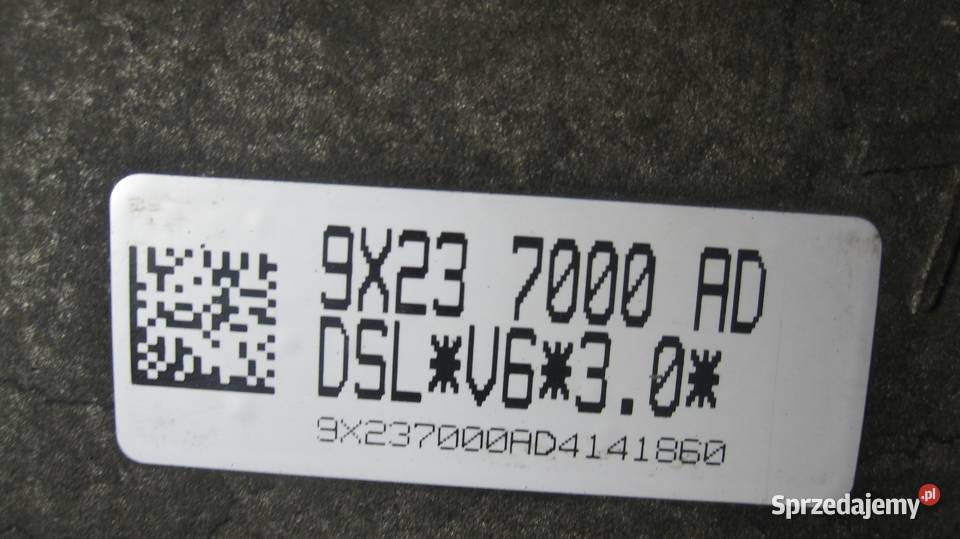 9X23 7000 AD
DSL*V6*3.0*
9X237000AD4141860
Sprzedajemy.pl